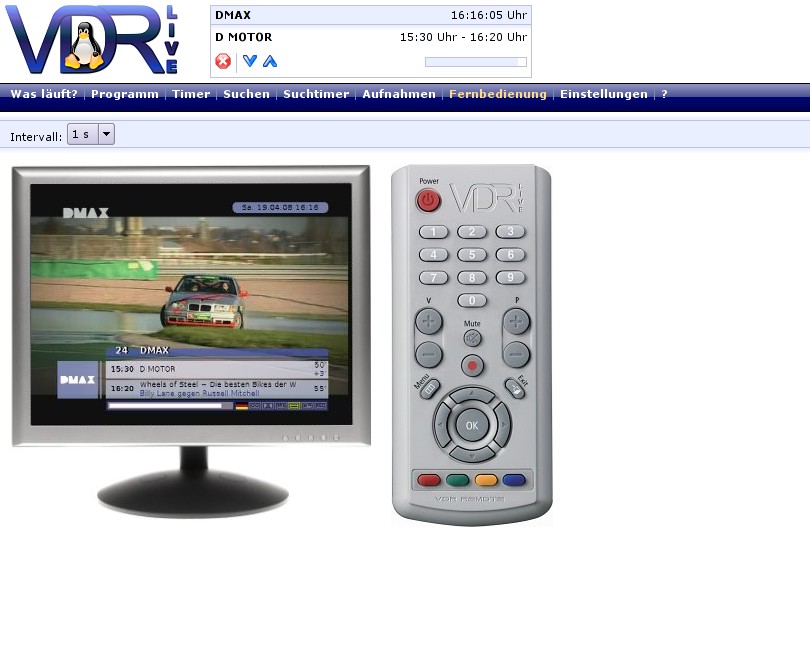 VDR LIVE
DMAX 16:16:05 Uhr
D MOTOR 15:30 Uhr - 16:20 Uhr
Was läuft? Programm Timer Suchen Suchtimer Aufnahmen Fernbedienung Einstellungen ?
Intervall: 1 s
DMAX Sa. 19.04.08 16:16
24 DMAX
DMAX
15:30 D MOTOR 50' +3'
16:20 Wheels of Steel - Die besten Bikes der W 55'
Billy Lane gegen Russell Mitchell
Power
VDR LIVE
1 2 3
4 5 6
7 8 9
0
V P
+ Mute +
- -
Menu Exit
OK
VDR REMOTE